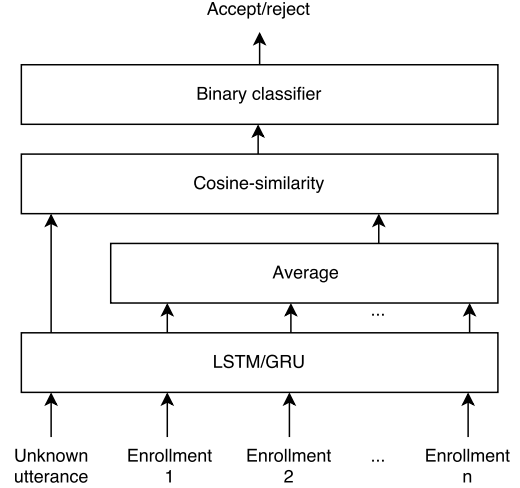 Accept/reject
Binary classifier
Cosine-similarity
Average
...
LSTM/GRU
Unknown utterance
Enrollment 1
Enrollment 2
...
Enrollment n